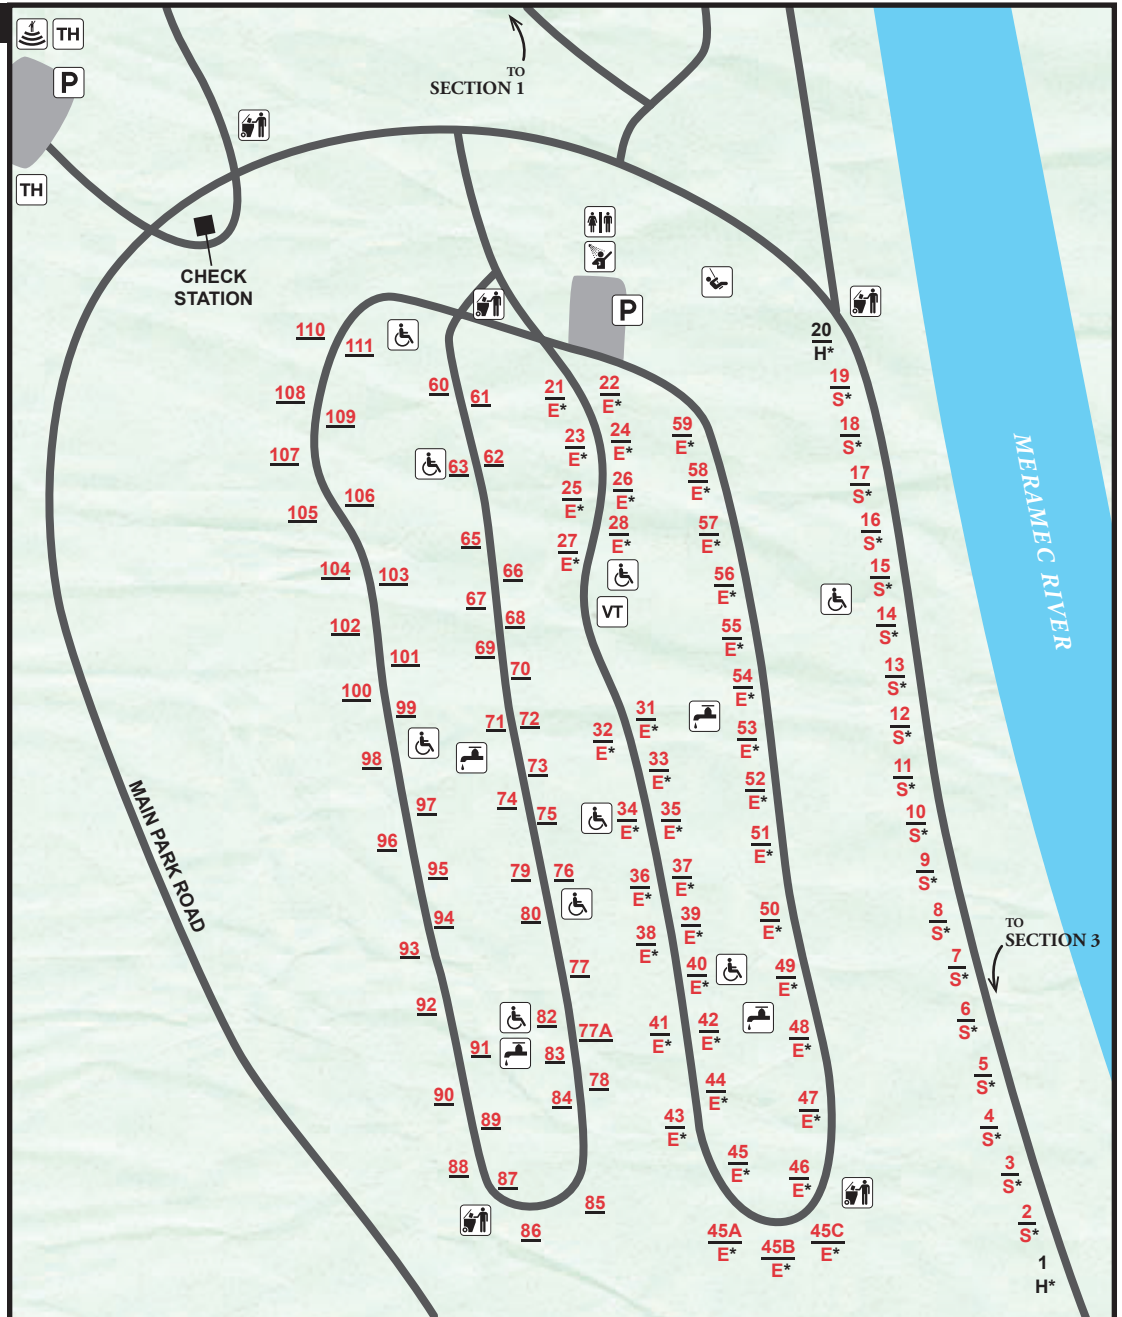 TH
P
TH
TO
SECTION 1
CHECK
STATION
P
20
H*
19
S*
18
S*
17
S*
16
S*
15
S*
14
S*
13
S*
12
S*
11
S*
10
S*
9
S*
8
S*
7
S*
6
S*
5
S*
4
S*
3
S*
2
S*
1
H*
MERAMEC RIVER
TO
SECTION 3
110
111
108
109
107
106
105
104
103
102
101
100
99
98
97
96
95
94
93
92
91
90
89
88
87
86
85
60
61
62
63
65
66
67
68
69
70
71
72
73
74
75
79
76
80
77
82
77A
83
78
84
21
E*
22
E*
23
E*
24
E*
25
E*
26
E*
27
E*
28
E*
VT
31
E*
32
E*
33
E*
34
E*
35
E*
36
E*
37
E*
38
E*
39
E*
40
E*
41
E*
42
E*
43
E*
44
E*
45
E*
45A
E*
45B
E*
45C
E*
46
E*
47
E*
48
E*
49
E*
50
E*
51
E*
52
E*
53
E*
54
E*
55
E*
56
E*
57
E*
58
E*
59
E*
MAIN PARK ROAD